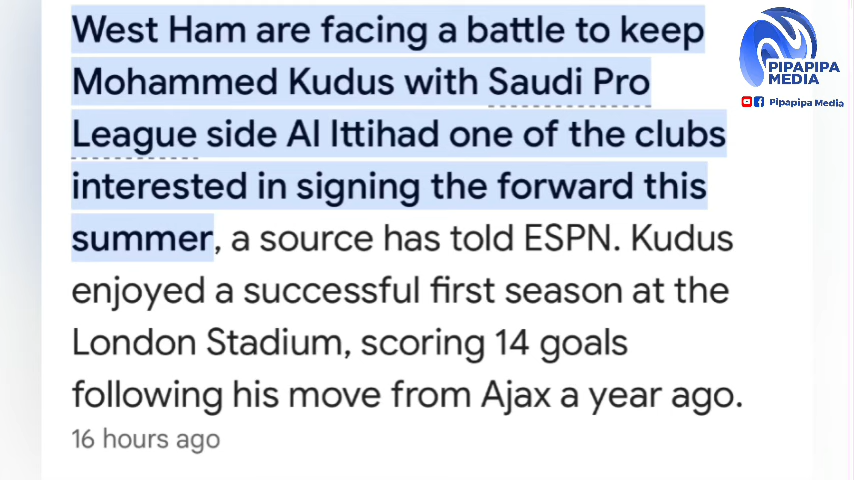 West Ham are facing a battle to keep
Mohammed Kudus with Saudi Pro
League side Al Ittihad one of the clubs
interested in signing the forward this
summer, a source has told ESPN. Kudus
enjoyed a successful first season at the
London Stadium, scoring 14 goals
following his move from Ajax a year ago.
16 hours ago
PIPAPIPA
MEDIA
Pipapipa Media